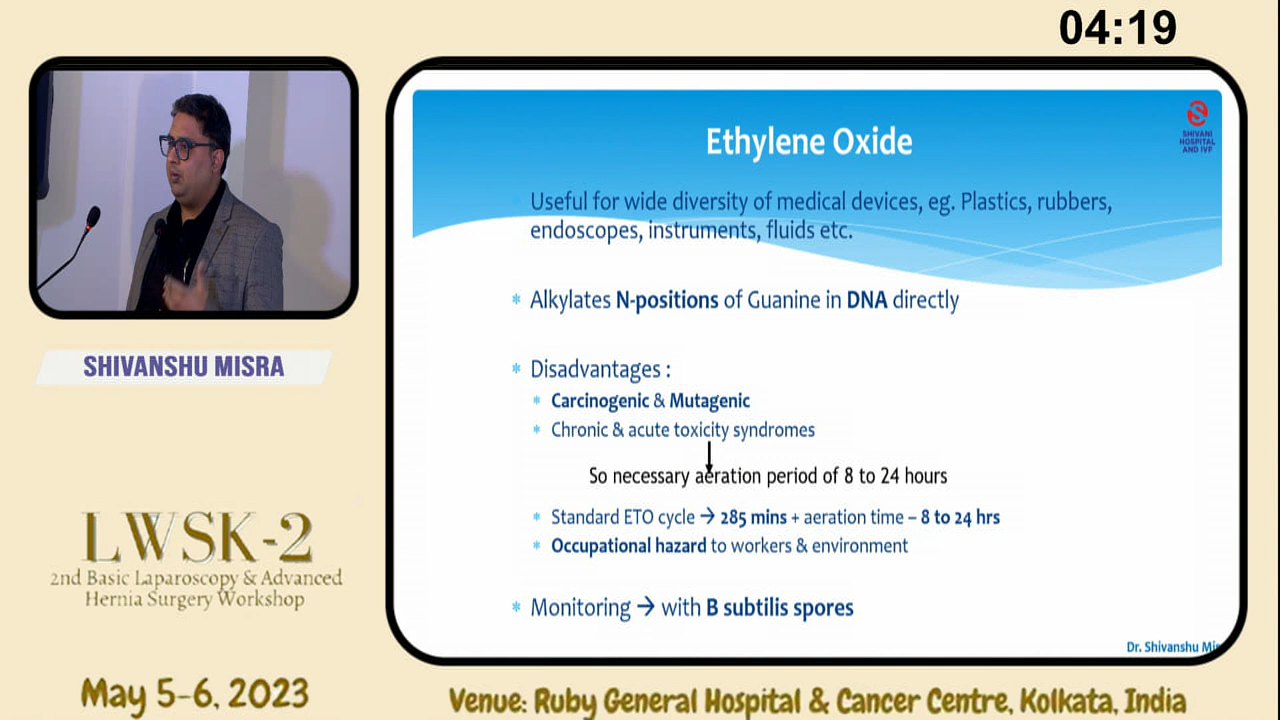 04:19
SHIVANI
HOSPITAL
AND IVF
Ethylene Oxide
Useful for wide diversity of medical devices, eg. Plastics, rubbers,
endoscopes, instruments, fluids etc.
* Alkylates N-positions of Guanine in DNA directly
* Disadvantages :
* Carcinogenic & Mutagenic
* Chronic & acute toxicity syndromes
So necessary aeration period of 8 to 24 hours
* Standard ETO cycle → 285 mins + aeration time – 8 to 24 hrs
* Occupational hazard to workers & environment
* Monitoring → with B subtilis spores
Dr. Shivanshu Mi
SHIVANSHU MISRA
LWSK-2
2nd Basic Laparoscopy & Advanced
Hernia Surgery Workshop
May 5-6, 2023
Venue: Ruby General Hospital & Cancer Centre, Kolkata, India